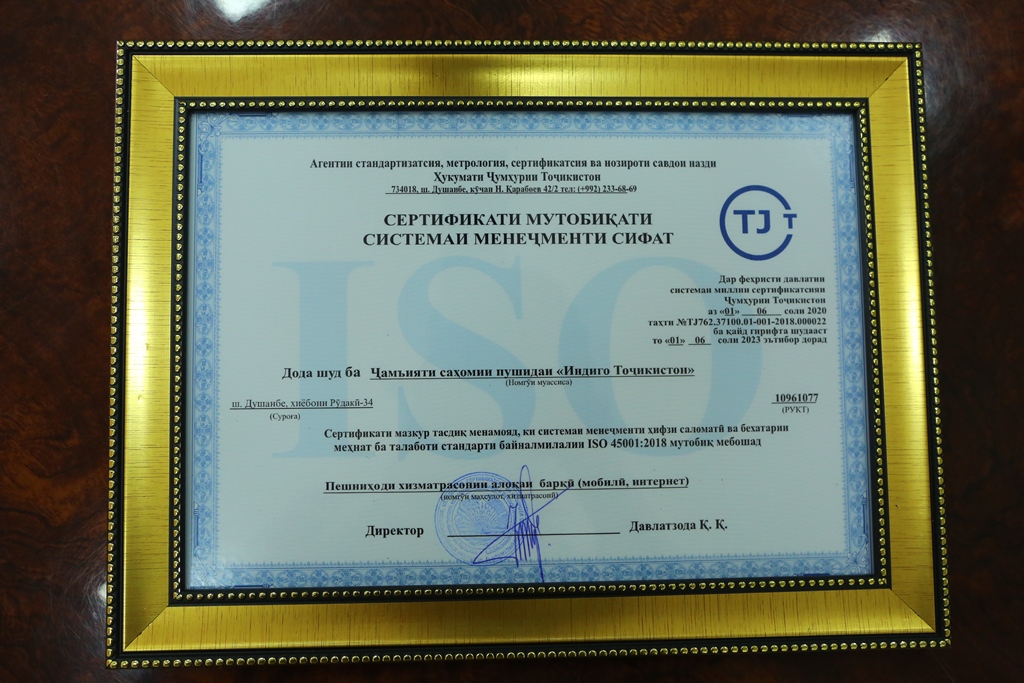 Агентии стандартизатсия, метрология, сертификатсия ва нозироти савдои назди
Ҳукумати Ҷумҳурии Тоҷикистон
734018, ш. Душанбе, кӯчаи Н. Қарабоев 42/2 тел: (+992) 233-68-69
СЕРТИФИКАТИ МУТОБИҚАТИ
СИСТЕМАИ МЕНЕҶМЕНТИ СИФАТ
TJ T
ISO
Дар феҳристи давлатии
системаи миллии сертификатсияи
Ҷумҳурии Тоҷикистон
аз «01» 06 соли 2020
таҳти №TJ762.37100.01-001-2018.000022
ба қайд гирифта шудааст
то «01» 06 соли 2023 эътибор дорад
Дода шуд ба Ҷамъияти саҳомии пушидаи «Индиго Тоҷикистон»
(Номгӯи муассиса)
ш. Душанбе, хиёбони Рӯдакӣ-34
(Суроға)
10961077
(РУКТ)
Сертификати мазкур тасдиқ менамояд, ки системаи менеҷменти ҳифзи саломатӣ ва бехатарии
меҳнат ба талаботи стандарти байналмилалии ISO 45001:2018 мутобиқ мебошад
Пешниҳоди хизматрасонии алоқаи барқӣ (мобилӣ, интернет)
(номгӯи маҳсулот, хизматрасонӣ)
Директор Давлатзода Қ. Қ.